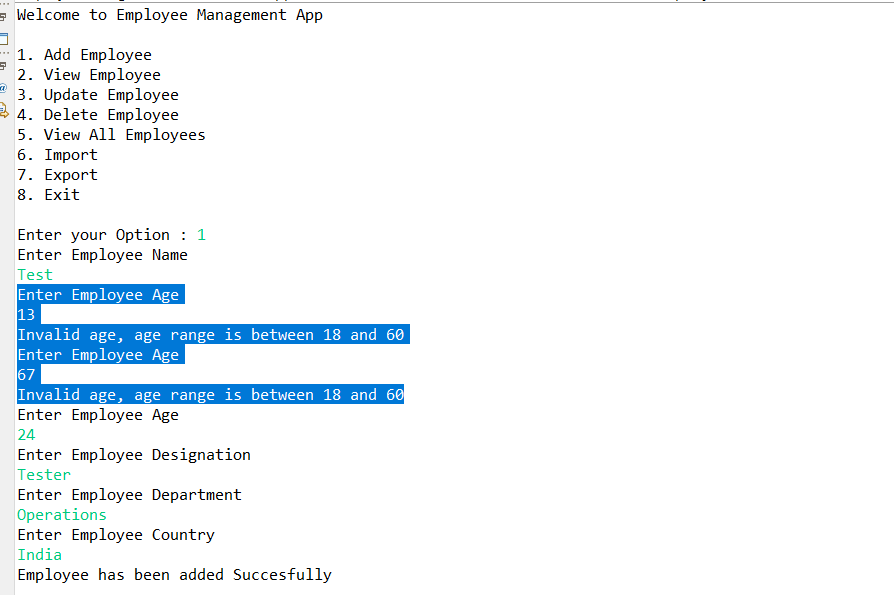 Welcome to Employee Management App
1. Add Employee
2. View Employee
3. Update Employee
4. Delete Employee
5. View All Employees
6. Import
7. Export
8. Exit
Enter your Option : 1
Enter Employee Name
Test
Enter Employee Age
13
Invalid age, age range is between 18 and 60
Enter Employee Age
67
Invalid age, age range is between 18 and 60
Enter Employee Age
24
Enter Employee Designation
Tester
Enter Employee Department
Operations
Enter Employee Country
India
Employee has been added Succesfully